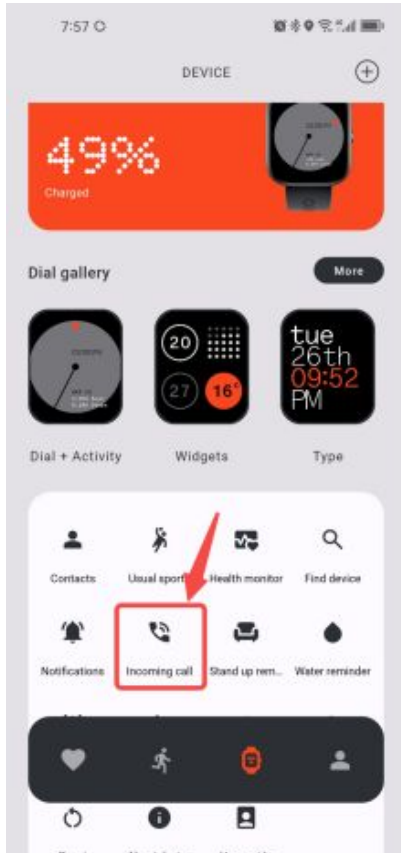 7:57
DEVICE
49%
Charged
Dial gallery
More
20
27
16°
tue
26th
09:52
PM
Dial + Activity
Widgets
Type
Contacts
Usual sport
Health monitor
Find device
Notifications
Incoming call
Stand up rem...
Water reminder